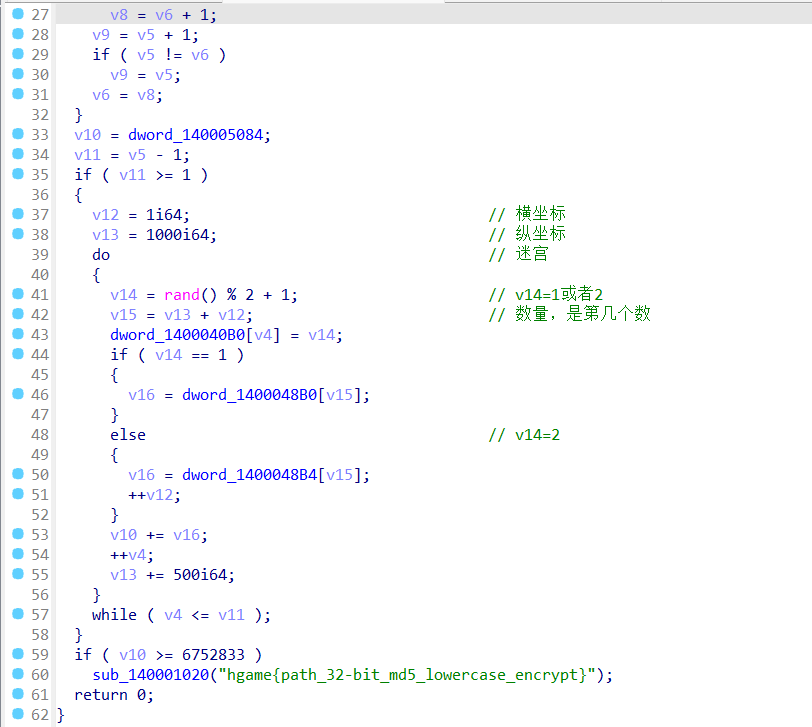 27 v8 = v6 + 1;
28 v9 = v5 + 1;
29 if ( v5 != v6 )
30 v9 = v5;
31 v6 = v8;
32 }
33 v10 = dword_140005084;
34 v11 = v5 - 1;
35 if ( v11 >= 1 )
36 {
37 v12 = 1i64; // 横坐标
38 v13 = 1000i64; // 纵坐标
39 do // 迷宫
40 {
41 v14 = rand() % 2 + 1; // v14=1或者2
42 v15 = v13 + v12; // 数量，是第几个数
43 dword_1400040B0[v4] = v14;
44 if ( v14 == 1 )
45 {
46 v16 = dword_1400048B0[v15];
47 }
48 else // v14=2
49 {
50 v16 = dword_1400048B4[v15];
51 ++v12;
52 }
53 v10 += v16;
54 ++v4;
55 v13 += 500i64;
56 }
57 while ( v4 <= v11 );
58 }
59 if ( v10 >= 6752833 )
60 sub_140001020("hgame{path_32-bit_md5_lowercase_encrypt}");
61 return 0;
62 }